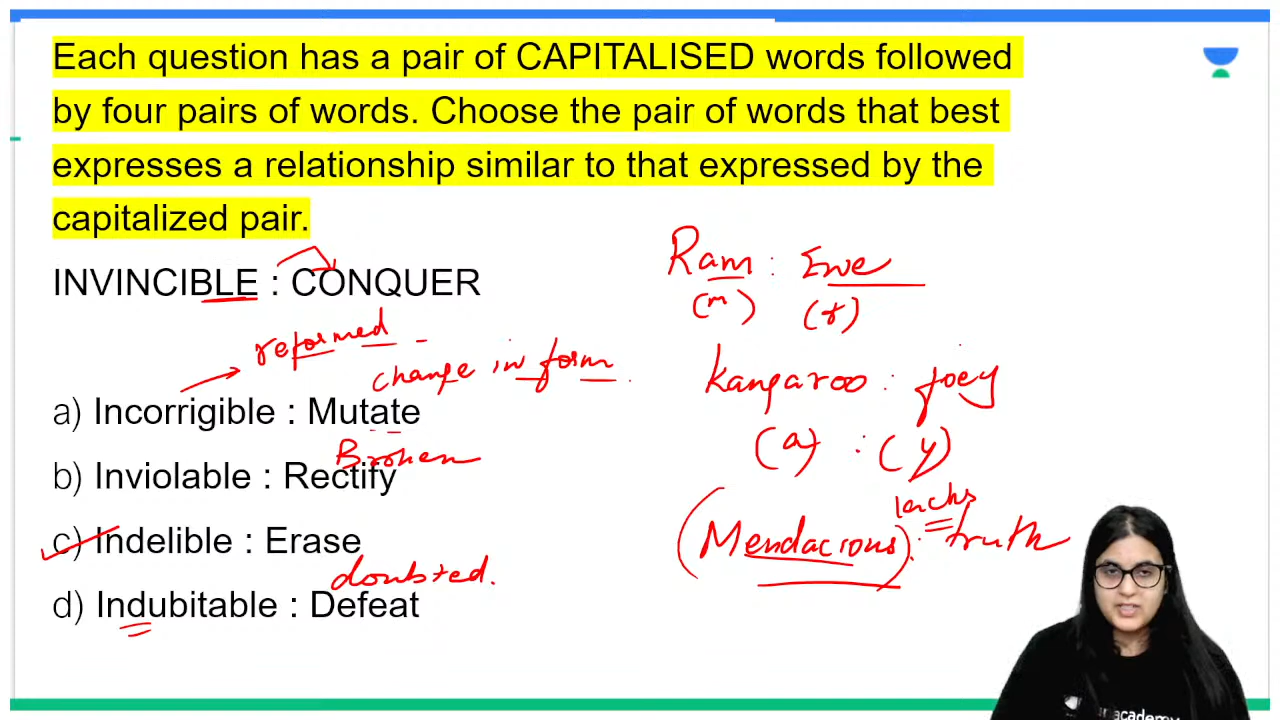 Each question has a pair of CAPITALISED words followed
by four pairs of words. Choose the pair of words that best
expresses a relationship similar to that expressed by the
capitalized pair.
INVINCIBLE : CONQUER
reformed
change in form
a) Incorrigible : Mutate
Broken
b) Inviolable : Rectify
c) Indelible : Erase
doubted.
d) Indubitable : Defeat
Ram : Ewe
(m) (f)
kangaroo : Joey
(a) : (y)
lacks
(Mendacious) : truth